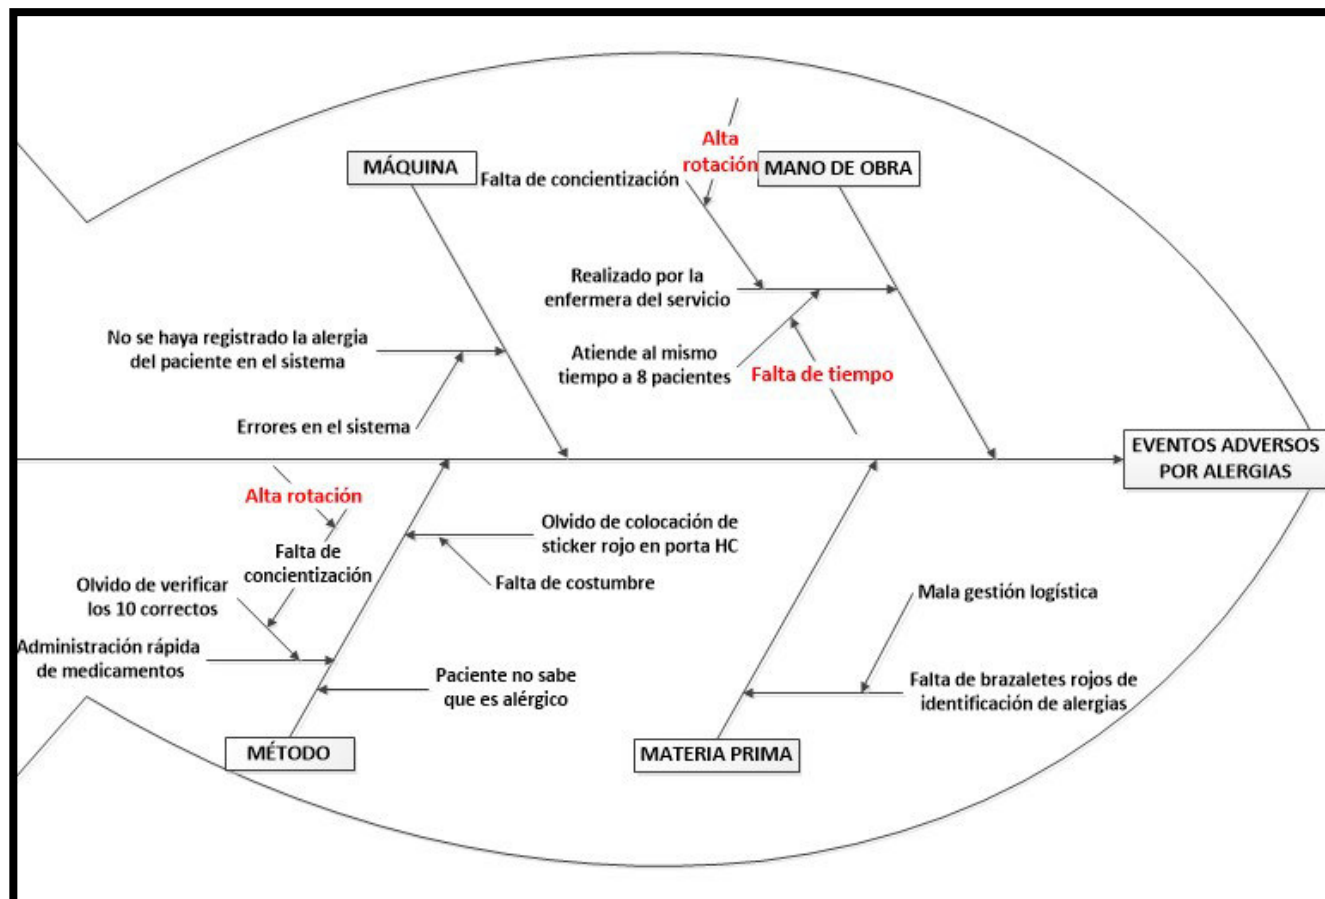 Alta
rotación
MÁQUINA
MANO DE OBRA
Falta de concientización
Realizado por la
enfermera del servicio
No se haya registrado la alergia
del paciente en el sistema
Atiende al mismo
tiempo a 8 pacientes
Falta de tiempo
Errores en el sistema
EVENTOS ADVERSOS
POR ALERGIAS
Alta rotación
Olvido de colocación de
sticker rojo en porta HC
Falta de
concientización
Falta de costumbre
Olvido de verificar
los 10 correctos
Mala gestión logística
Administración rápida
de medicamentos
Paciente no sabe
que es alérgico
Falta de brazaletes rojos de
identificación de alergias
MÉTODO
MATERIA PRIMA